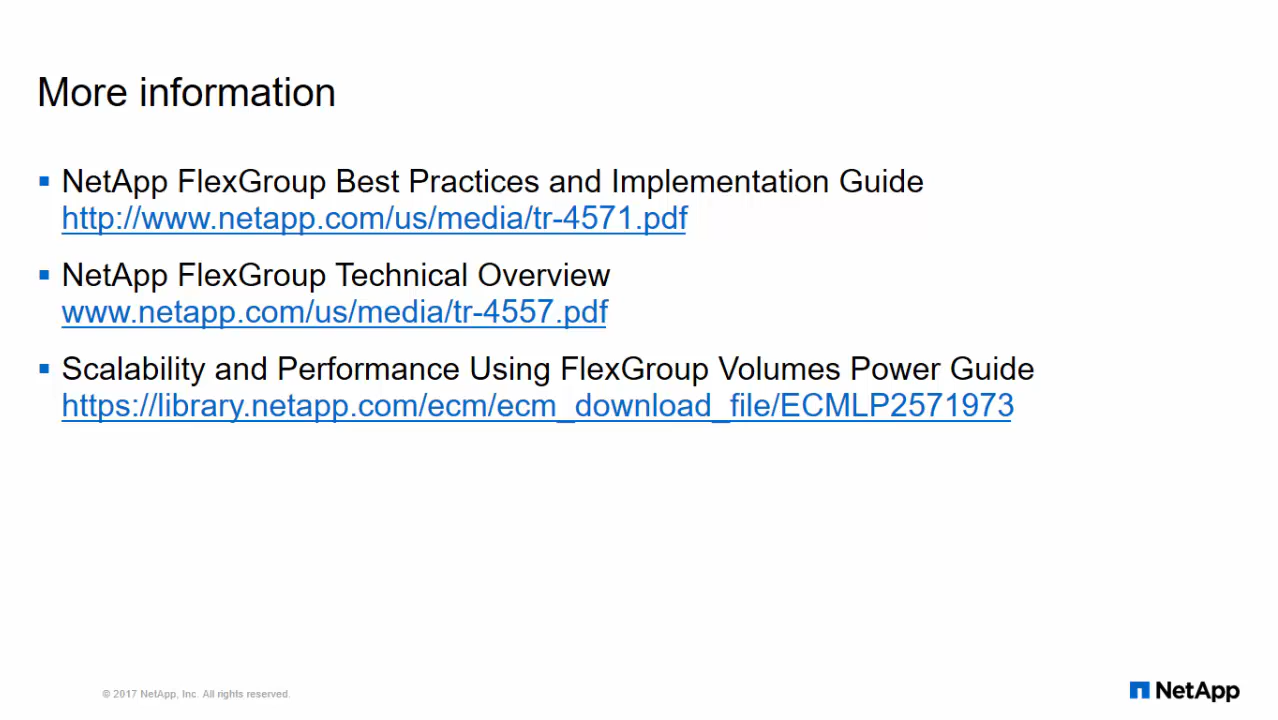 More information
NetApp FlexGroup Best Practices and Implementation Guide
http://www.netapp.com/us/media/tr-4571.pdf
NetApp FlexGroup Technical Overview
www.netapp.com/us/media/tr-4557.pdf
Scalability and Performance Using FlexGroup Volumes Power Guide
https://library.netapp.com/ecm/ecm_download_file/ECMLP2571973
© 2017 NetApp, Inc. All rights reserved.
NetApp